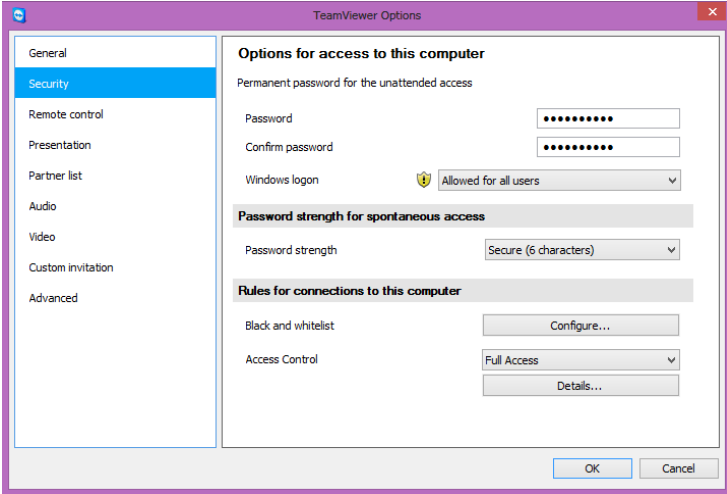 TeamViewer Options
General
Security
Remote control
Presentation
Partner list
Audio
Video
Custom invitation
Advanced
Options for access to this computer
Permanent password for the unattended access
Password ••••••••••
Confirm password ••••••••••
Windows logon Allowed for all users
Password strength for spontaneous access
Password strength Secure (6 characters)
Rules for connections to this computer
Black and whitelist Configure...
Access Control Full Access
Details...
OK Cancel